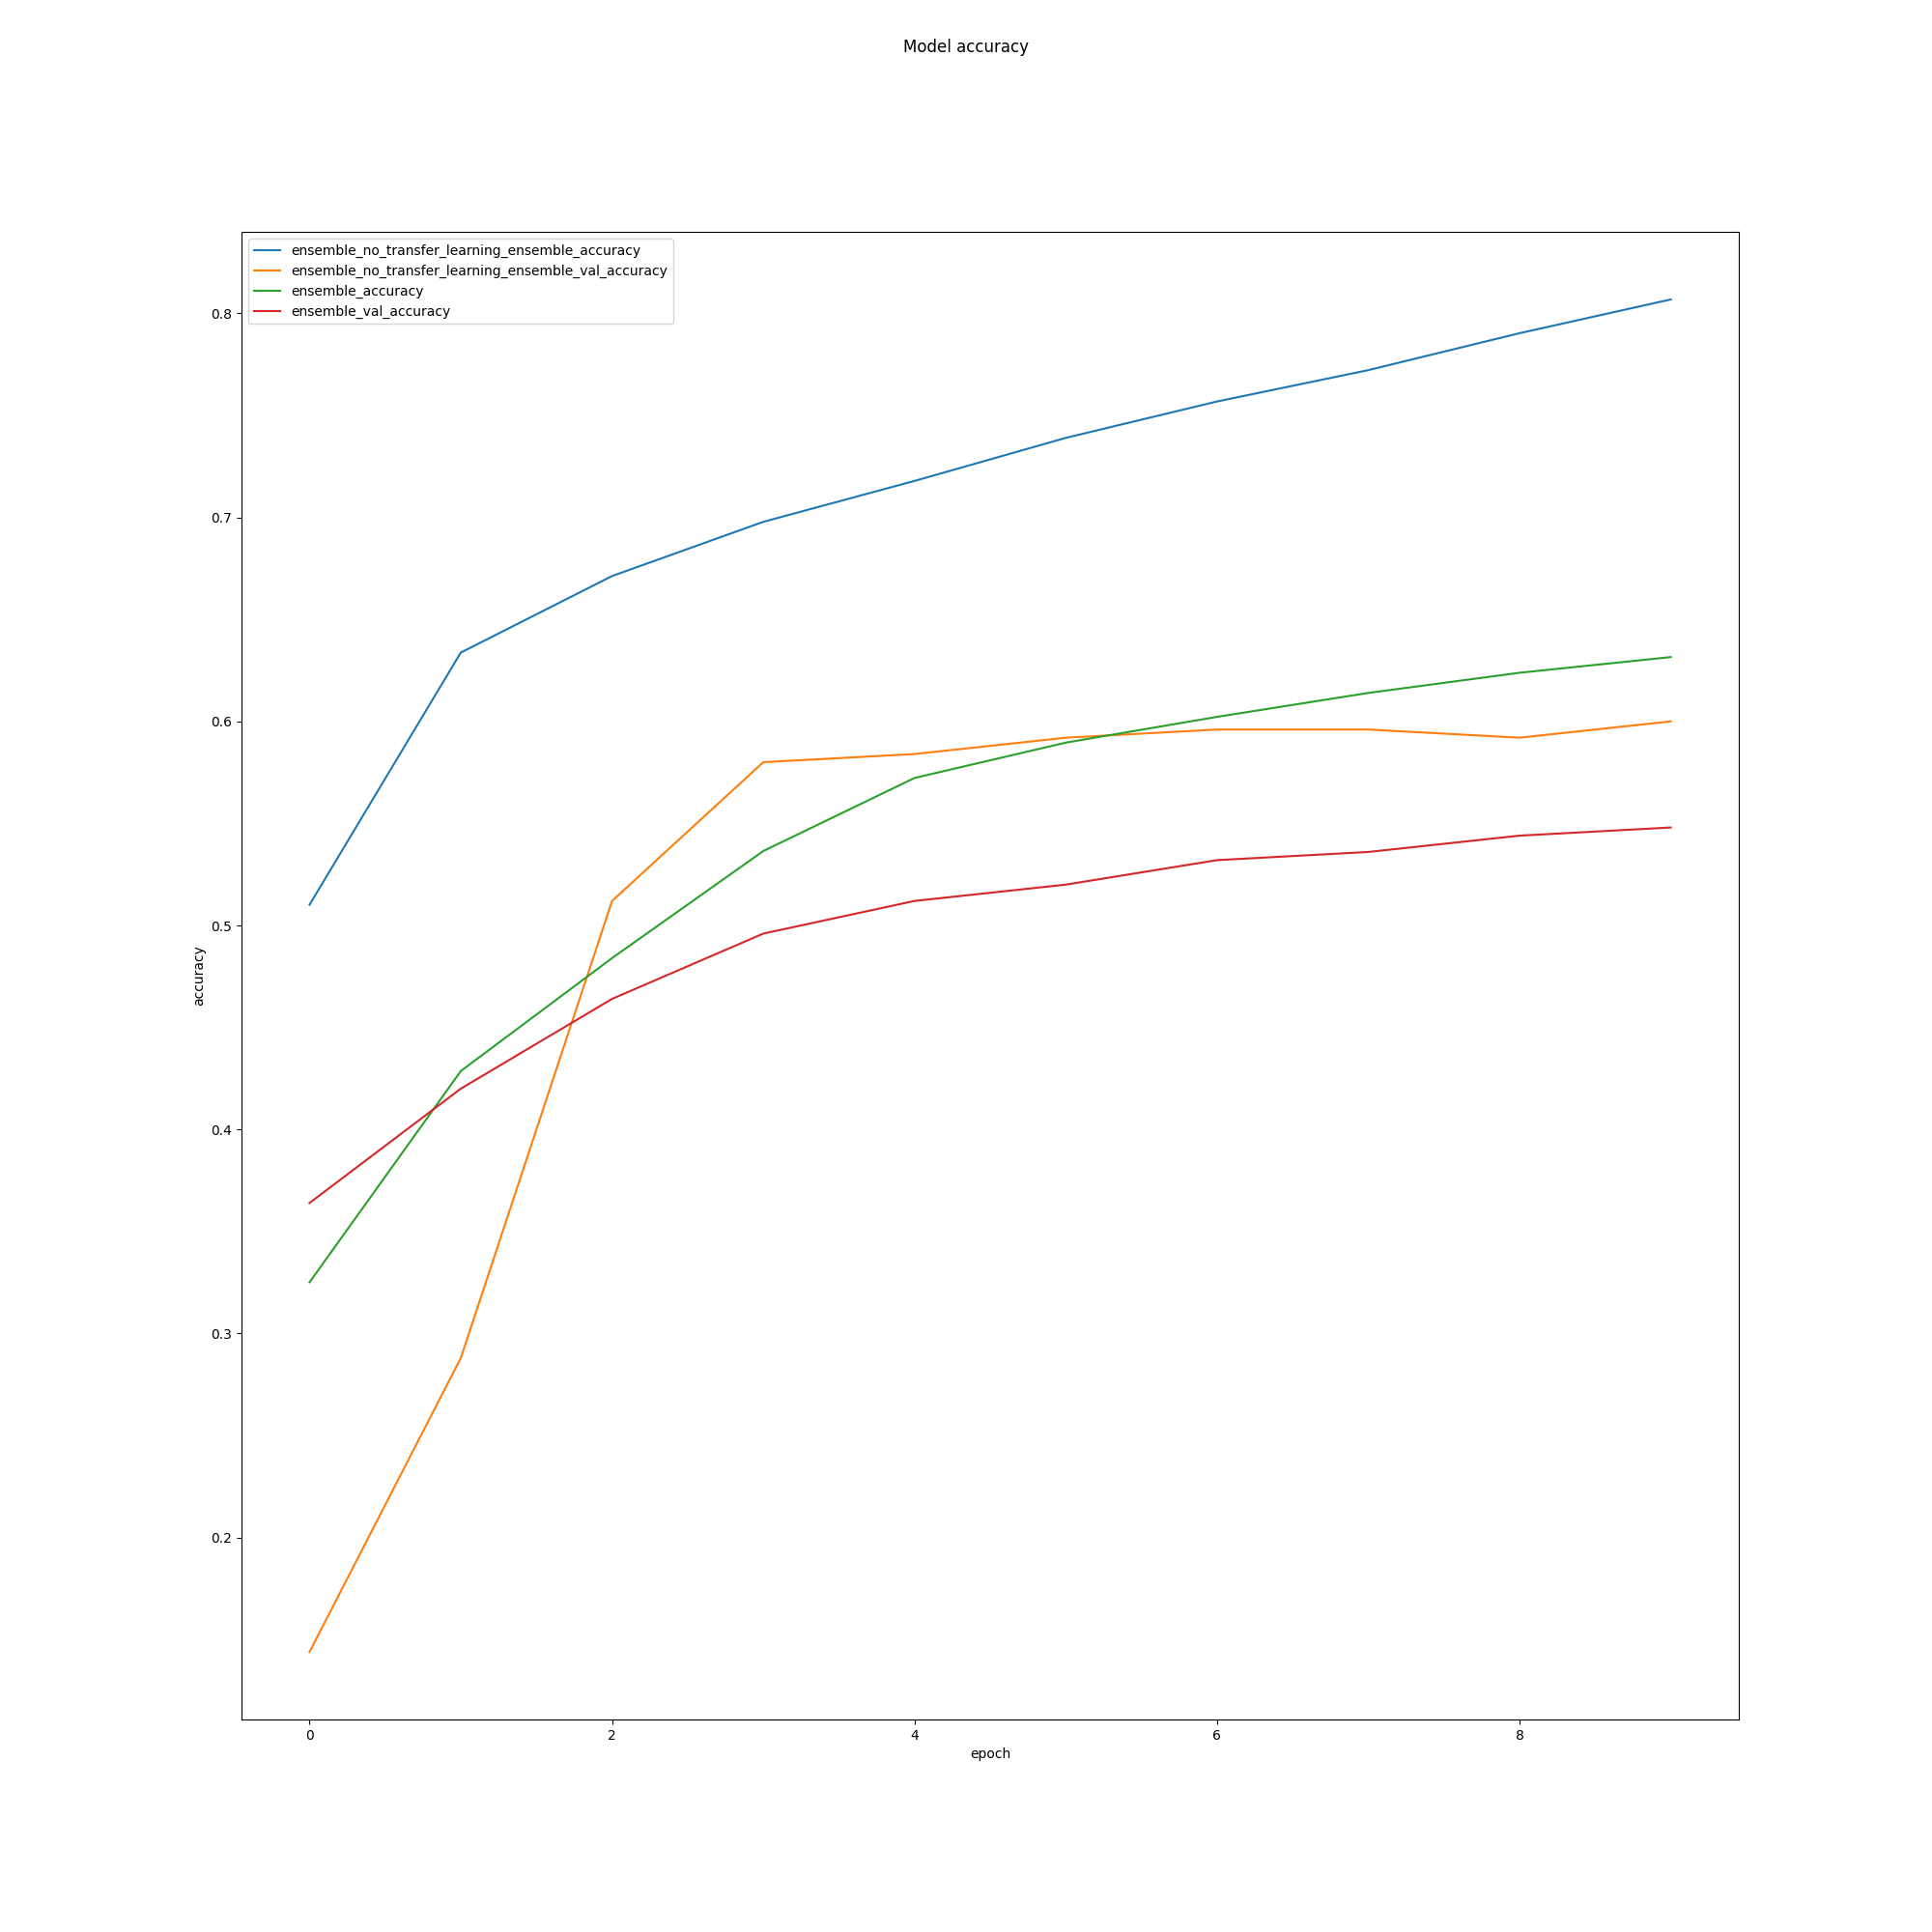 Model accuracy
ensemble_no_transfer_learning_ensemble_accuracy
ensemble_no_transfer_learning_ensemble_val_accuracy
ensemble_accuracy
ensemble_val_accuracy
0.8
0.7
0.6
0.5
0.4
0.3
0.2
accuracy
0 2 4 6 8
epoch